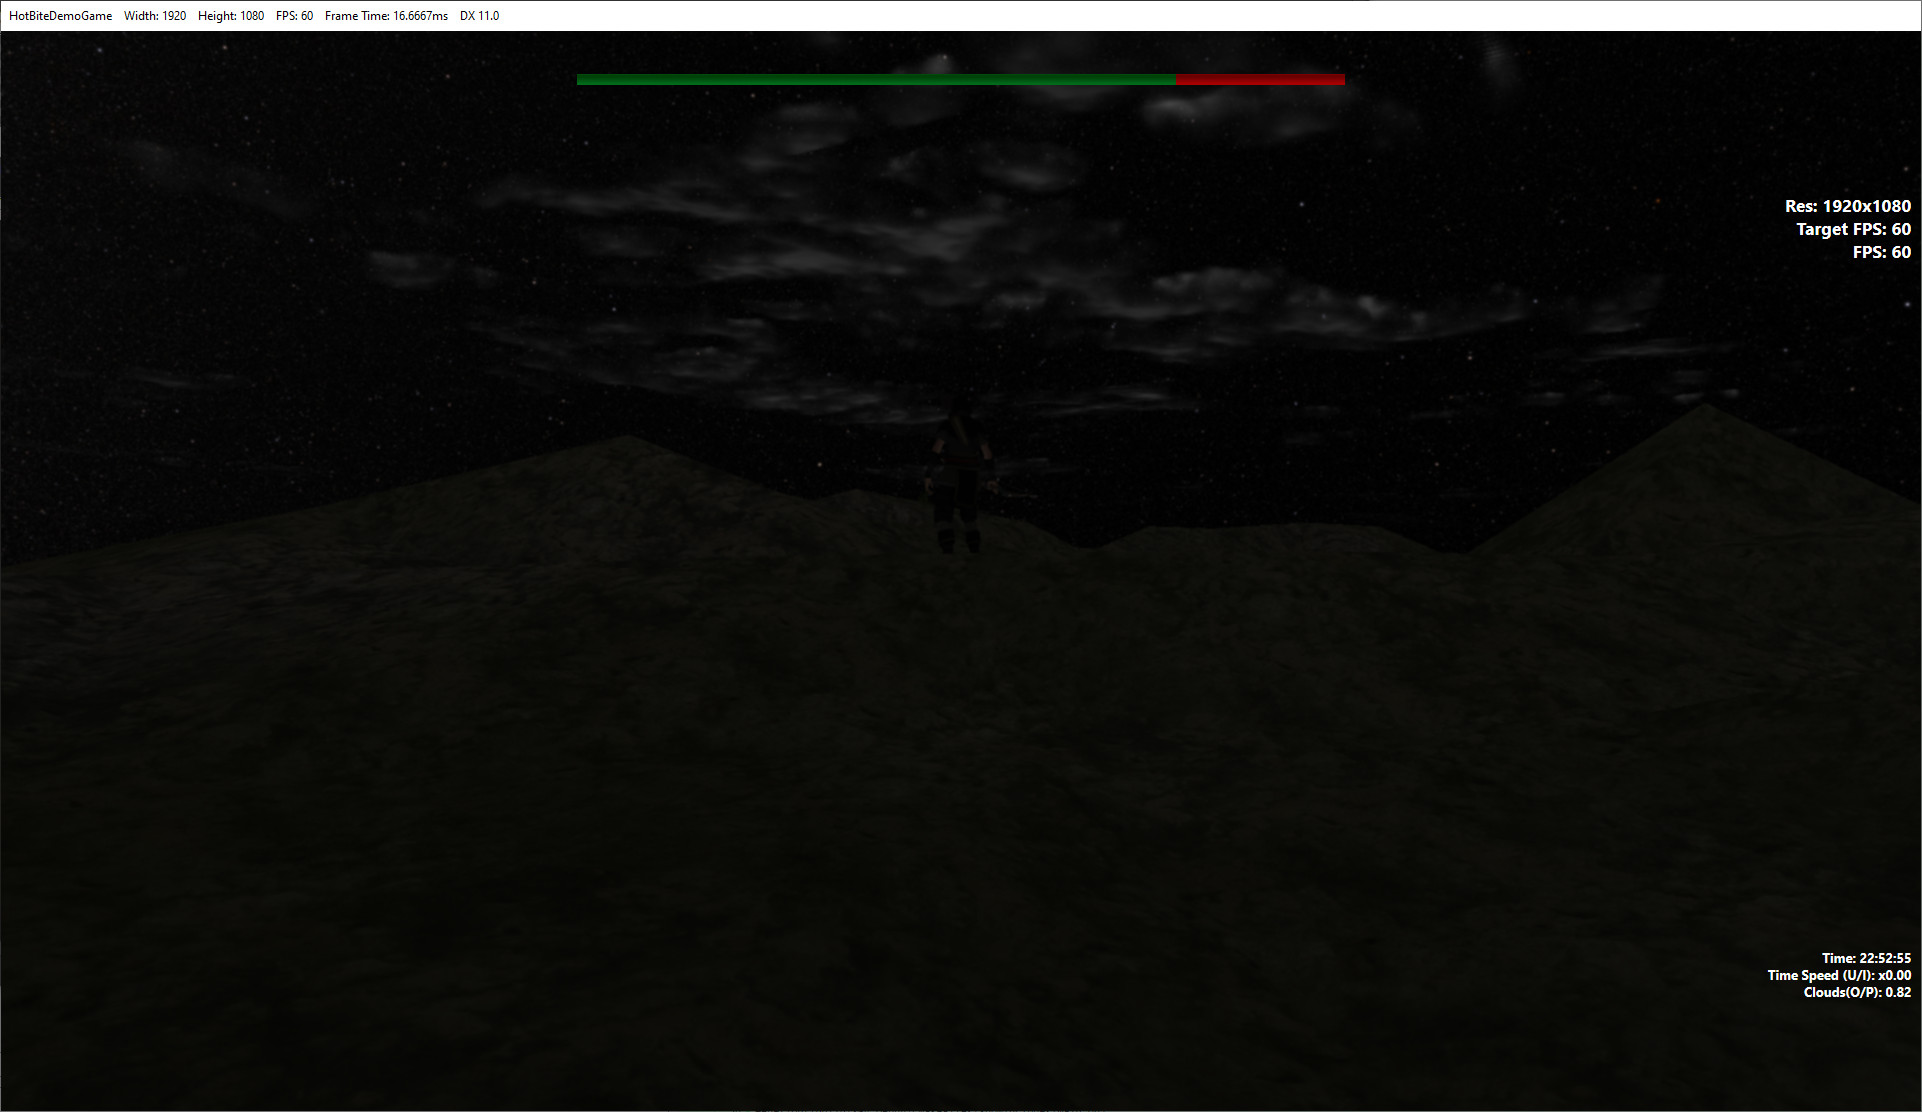 HotBiteDemoGame Width: 1920 Height: 1080 FPS: 60 Frame Time: 16.6667ms DX 11.0
Res: 1920x1080
Target FPS: 60
FPS: 60
Time: 22:52:55
Time Speed (U/I): x0.00
Clouds(O/P): 0.82